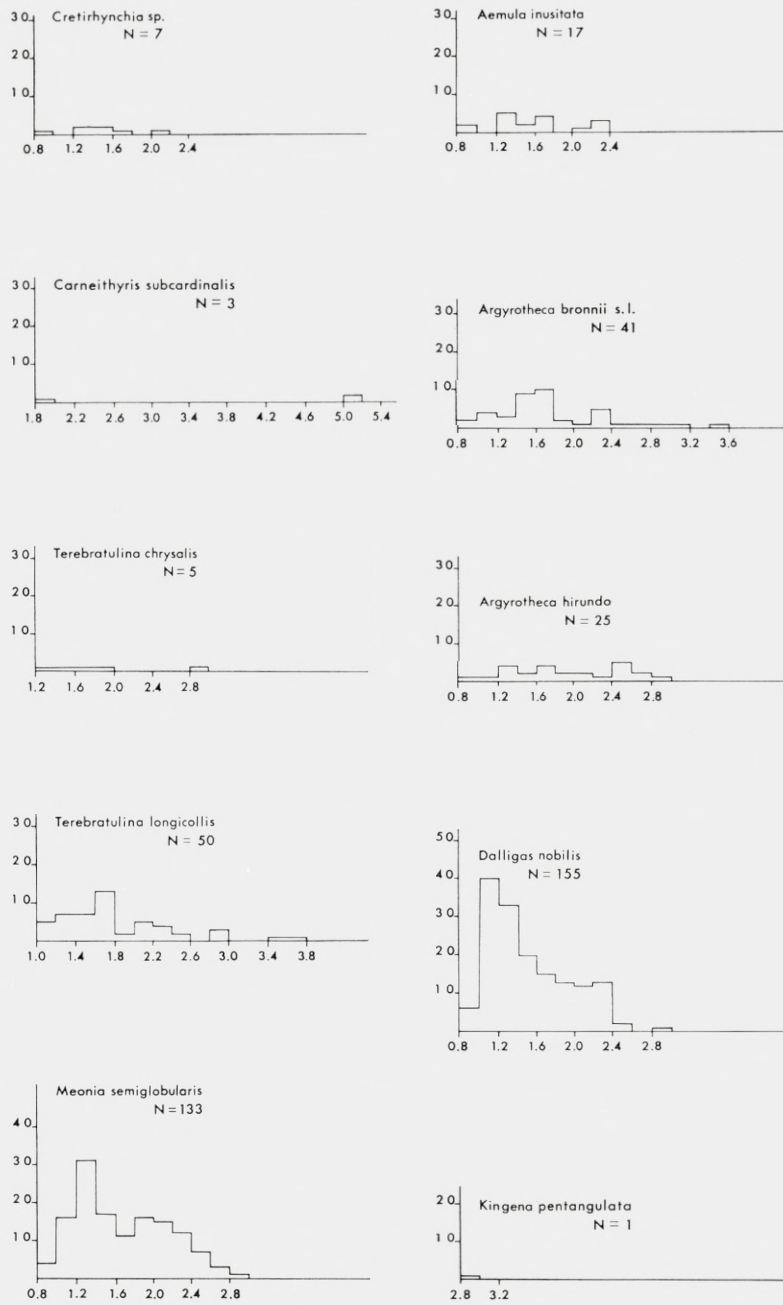 Cretirhynchia sp.
N = 7
30
20
10
0.8 1.2 1.6 2.0 2.4
Aemula inusitata
N = 17
30
20
10
0.8 1.2 1.6 2.0 2.4
Carneithyris subcardinalis
N = 3
30
20
10
1.8 2.2 2.6 3.0 3.4 3.8 4.2 4.6 5.0 5.4
Argyrotheca bronnii s.l.
N = 41
30
20
10
0.8 1.2 1.6 2.0 2.4 2.8 3.2 3.6
Terebratulina chrysalis
N = 5
30
20
10
1.2 1.6 2.0 2.4 2.8
Argyrotheca hirundo
N = 25
30
20
10
0.8 1.2 1.6 2.0 2.4 2.8
Terebratulina longicollis
N = 50
30
20
10
1.0 1.4 1.8 2.2 2.6 3.0 3.4 3.8
Dalligas nobilis
N = 155
50
40
30
20
10
0.8 1.2 1.6 2.0 2.4 2.8
Meonia semiglobularis
N = 133
40
30
20
10
0.8 1.2 1.6 2.0 2.4 2.8
Kingena pentangulata
N = 1
20
10
2.8 3.2